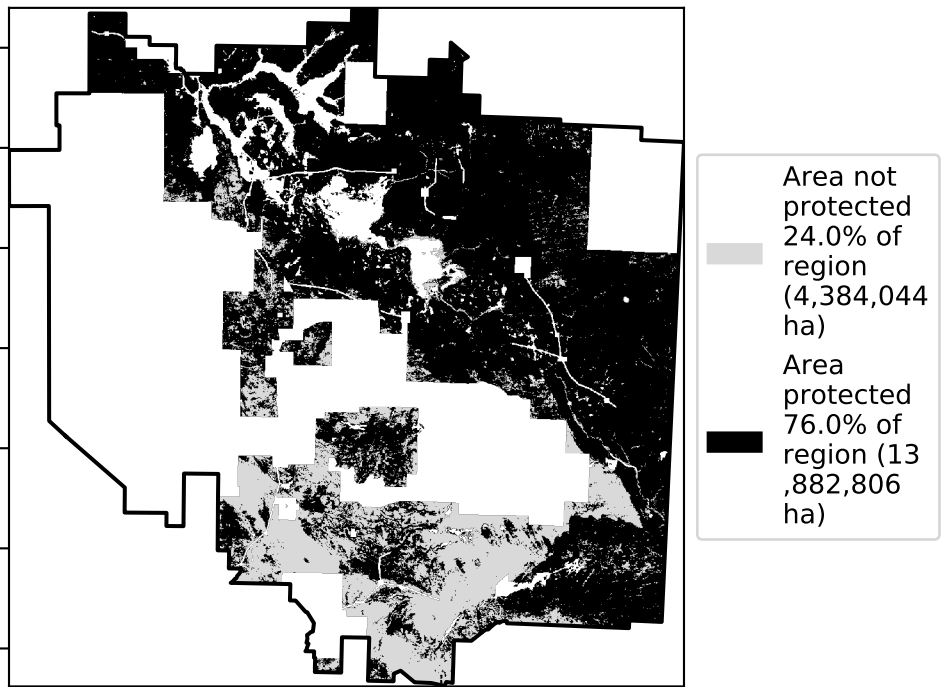 Area not
protected
24.0% of
region
(4,384,044
ha)
Area
protected
76.0% of
region (13
,882,806
ha)